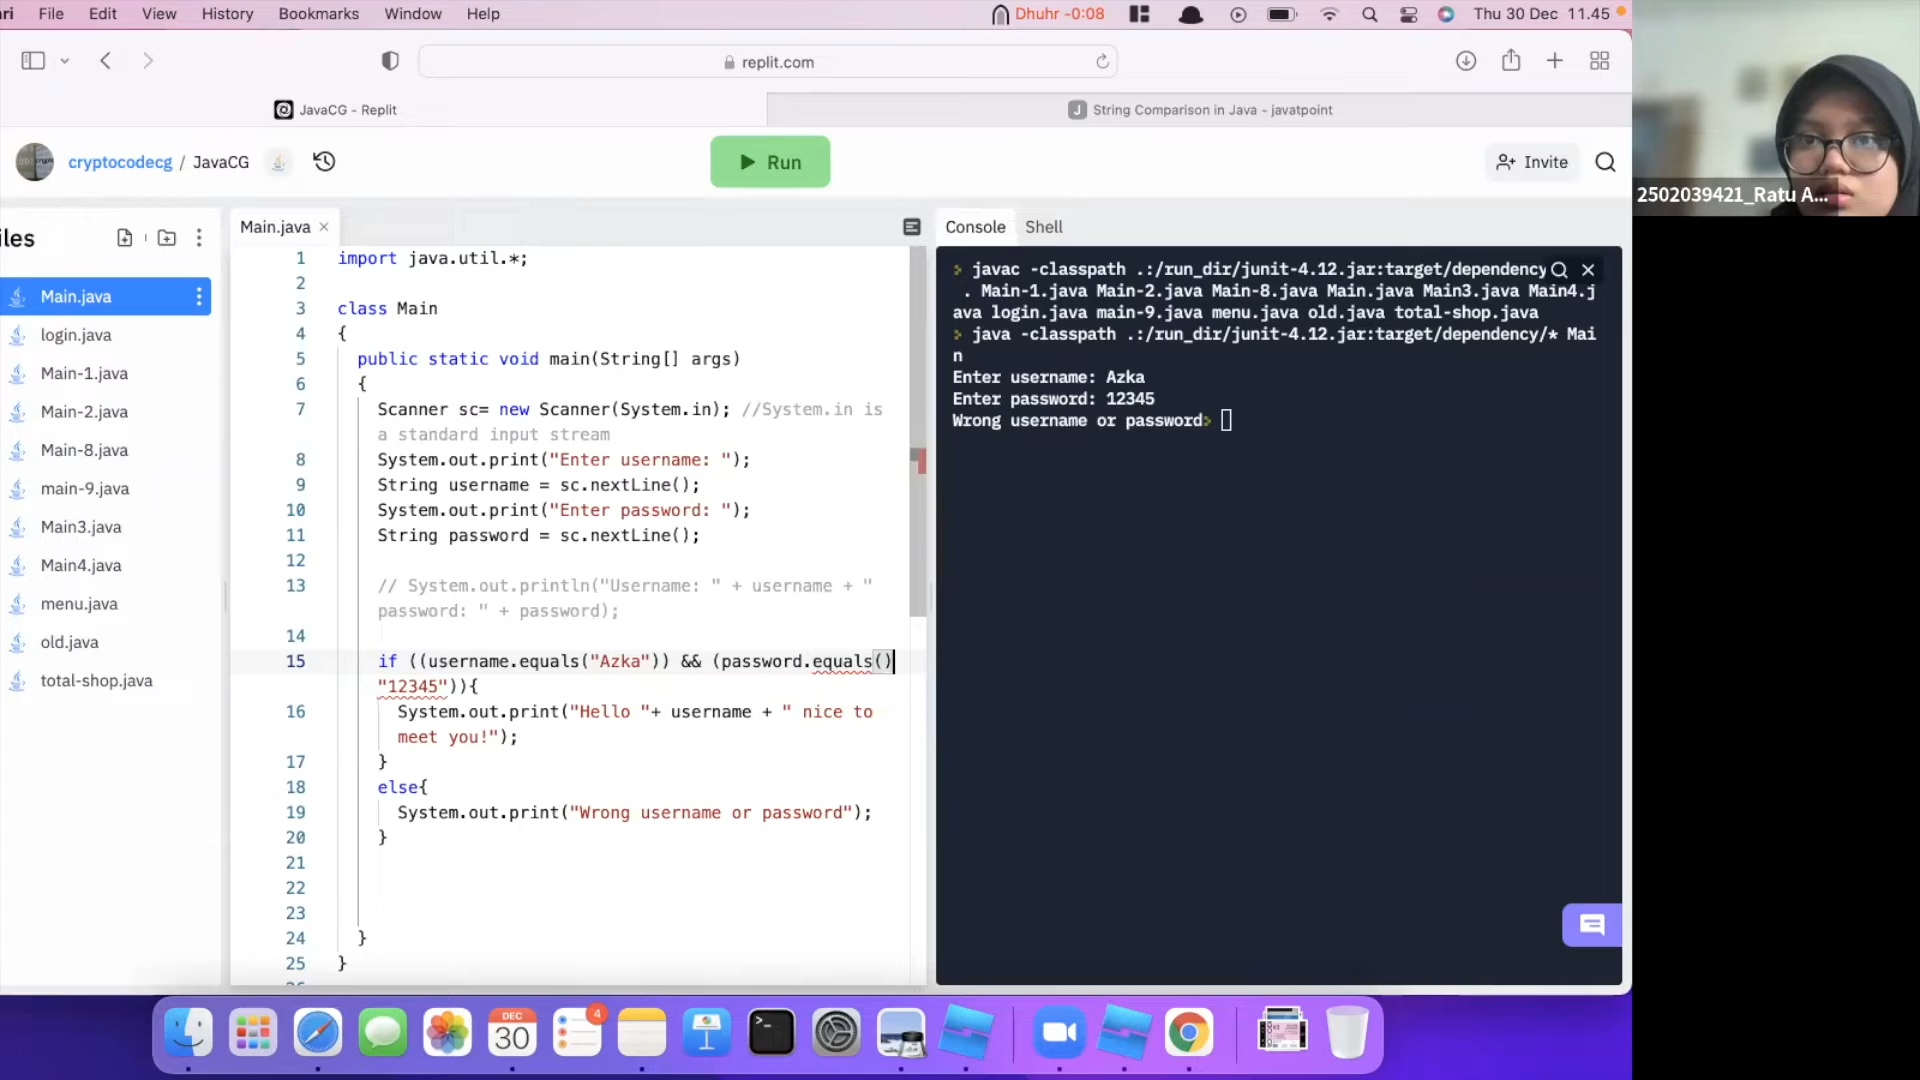 ri File Edit View History Bookmarks Window Help Dhuhr -0:08 Thu 30 Dec 11.45
replit.com
JavaCG - Replit
String Comparison in Java - javatpoint
cryptocodecg / JavaCG
Run
Invite
2502039421_Ratu A...
iles
Main.java
login.java
Main-1.java
Main-2.java
Main-8.java
main-9.java
Main3.java
Main4.java
menu.java
old.java
total-shop.java
Main.java
1 import java.util.*;
2
3 class Main
4 {
5 public static void main(String[] args)
6 {
7 Scanner sc= new Scanner(System.in); //System.in is
a standard input stream
8 System.out.print("Enter username: ");
9 String username = sc.nextLine();
10 System.out.print("Enter password: ");
11 String password = sc.nextLine();
12
13 // System.out.println("Username: " + username + "
password: " + password);
14
15 if ((username.equals("Azka")) && (password.equals()
"12345")){
16 System.out.print("Hello "+ username + " nice to
meet you!");
17 }
18 else{
19 System.out.print("Wrong username or password");
20 }
21
22
23
24 }
25 }
Console Shell
javac -classpath .:/run_dir/junit-4.12.jar:target/dependency
. Main-1.java Main-2.java Main-8.java Main.java Main3.java Main4.j
ava login.java main-9.java menu.java old.java total-shop.java
java -classpath .:/run_dir/junit-4.12.jar:target/dependency/* Mai
n
Enter username: Azka
Enter password: 12345
Wrong username or password
DEC
30
4